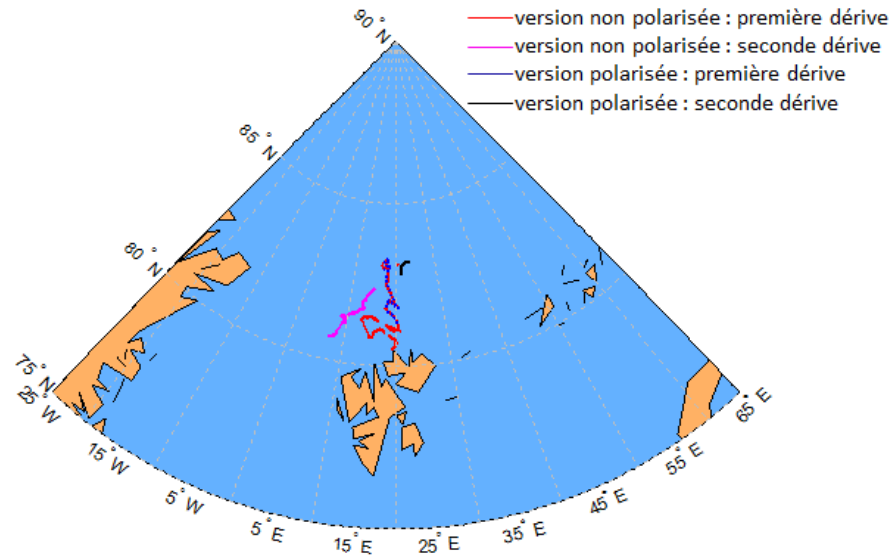 version non polarisée : première dérive
version non polarisée : seconde dérive
version polarisée : première dérive
version polarisée : seconde dérive
90°N
85°N
80°N
75°N
25°W
15°W
5°W
5°E
15°E
25°E
35°E
45°E
55°E
65°E